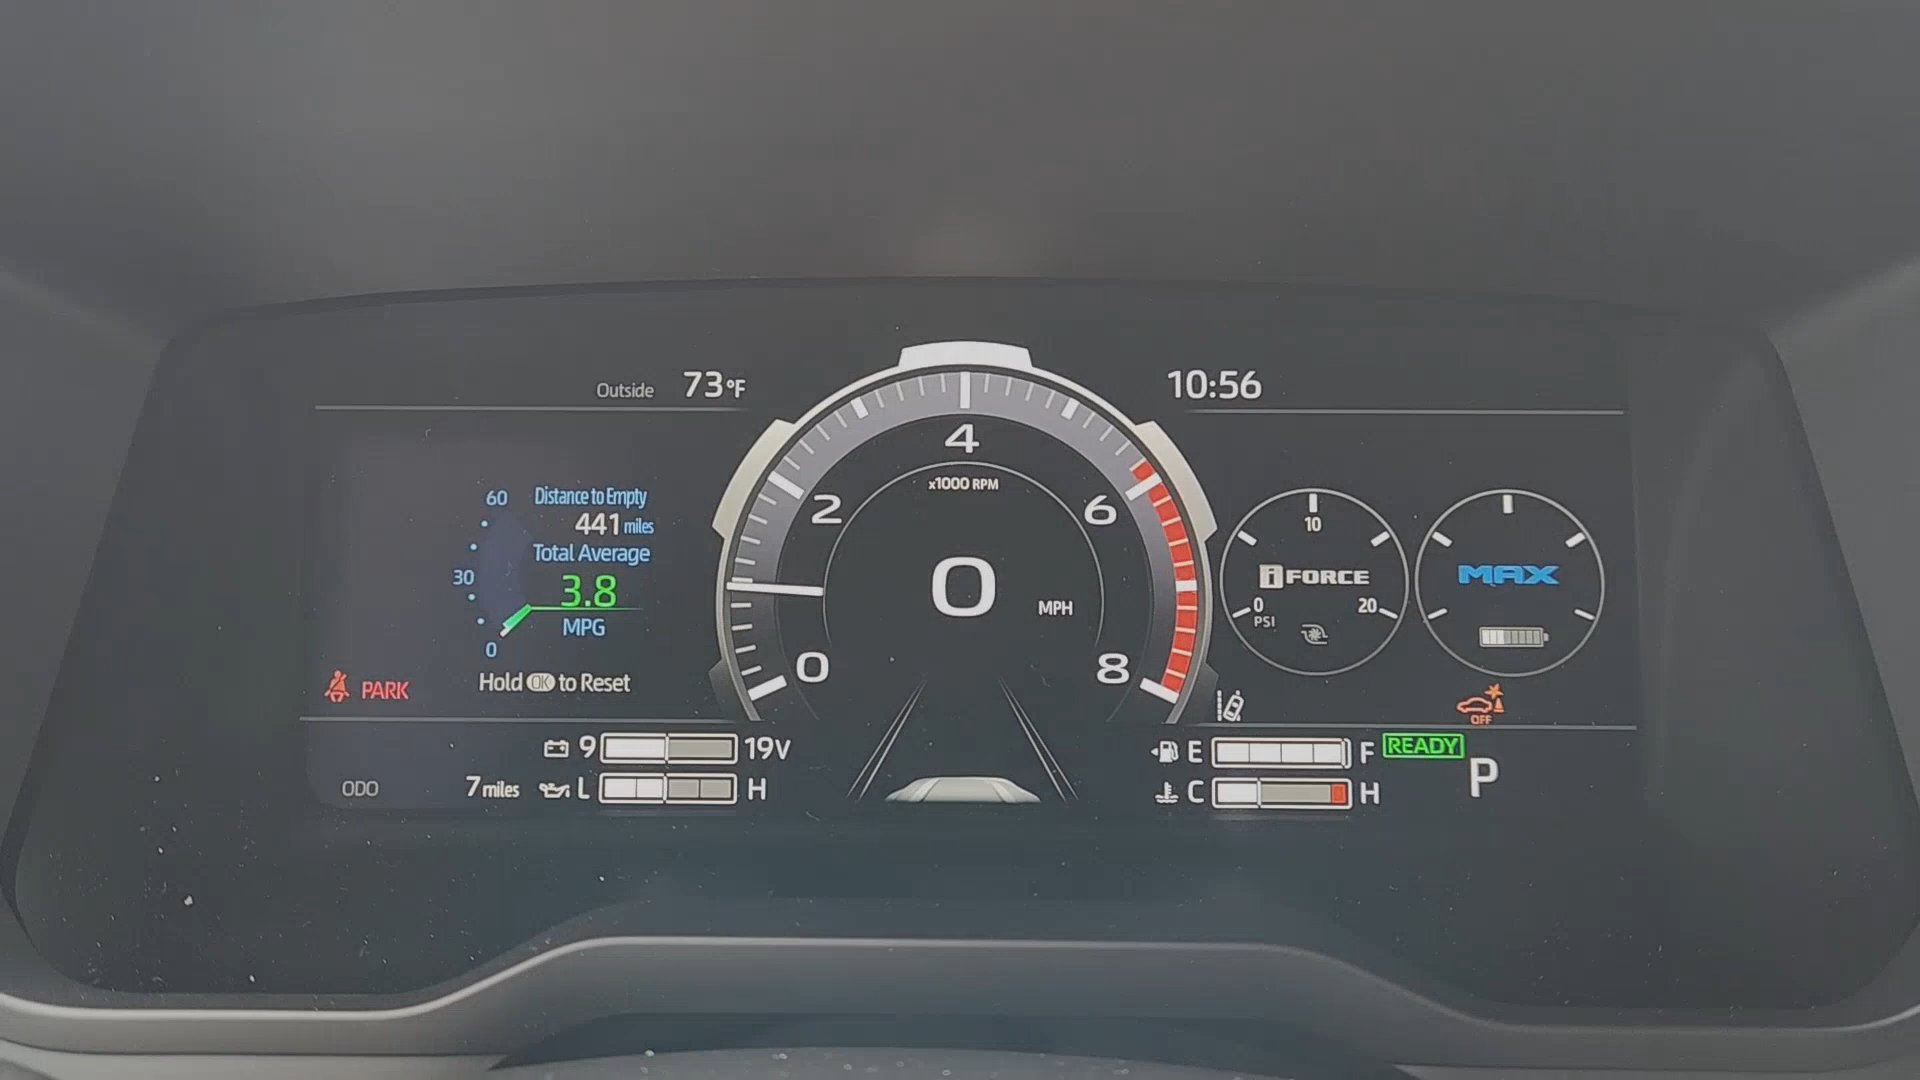 Outside 73°F
10:56
60 Distance to Empty
441 miles
Total Average
30 3.8
MPG
0
Hold OK to Reset
PARK
4
x1000 RPM
2 6
0 MPH
0 8
10
iFORCE
0 20
PSI
MAX
OFF
9 19V
ODO 7 miles L H
E F READY
C H
P